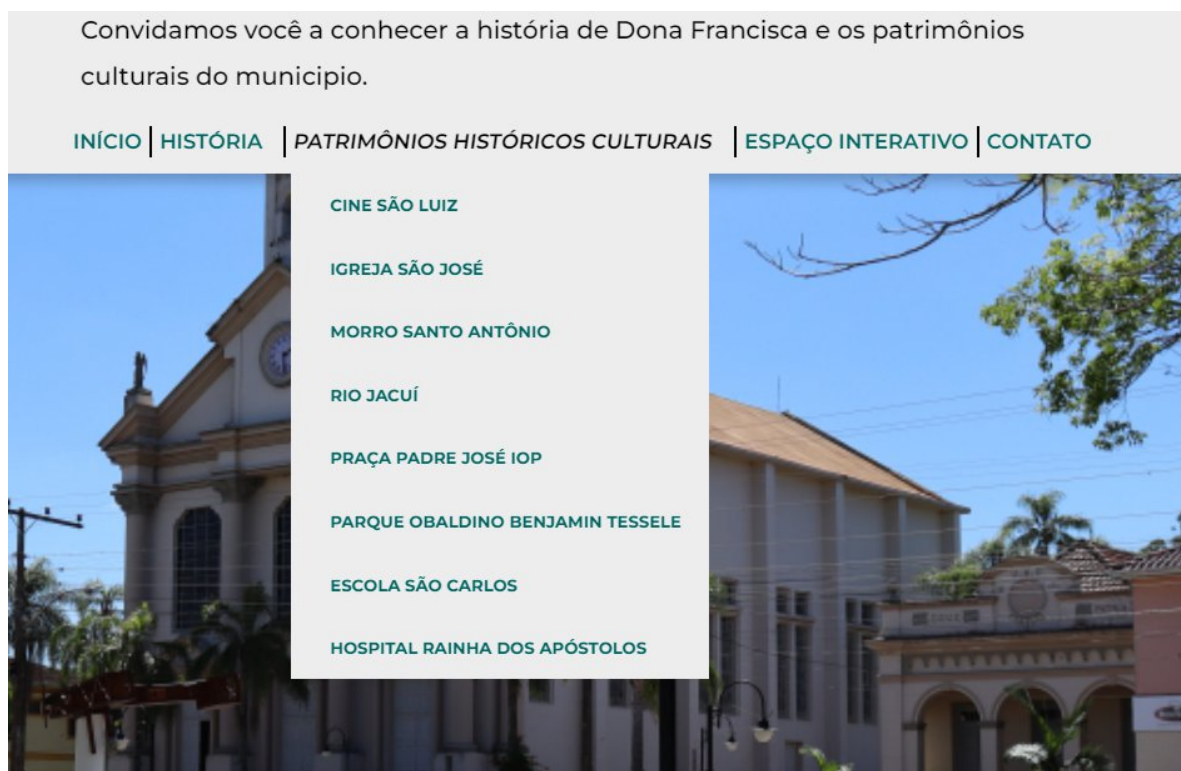 Convidamos você a conhecer a história de Dona Francisca e os patrimônios
culturais do municipio.
INÍCIO HISTÓRIA PATRIMÔNIOS HISTÓRICOS CULTURAIS ESPAÇO INTERATIVO CONTATO
CINE SÃO LUIZ
IGREJA SÃO JOSÉ
MORRO SANTO ANTÔNIO
RIO JACUÍ
PRAÇA PADRE JOSÉ IOP
PARQUE OBALDINO BENJAMIN TESSELE
ESCOLA SÃO CARLOS
HOSPITAL RAINHA DOS APÓSTOLOS